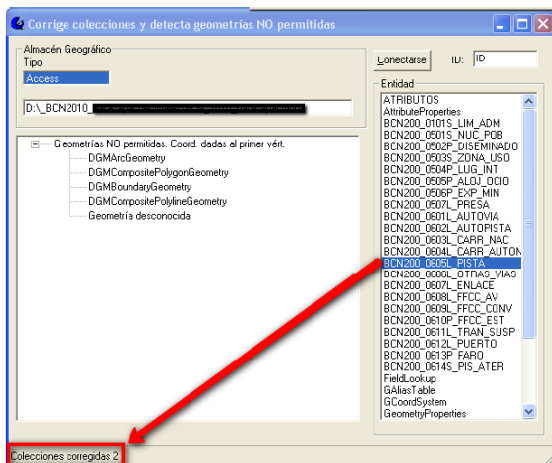 Corrige colecciones y detecta geometrías NO permitidas
Almacén Geográfico
Tipo
Access
D:\_BCN2010_
Geometrías NO permitidas. Coord. dadas al primer vért.
DGMArcGeometry
DGMCompositePolygonGeometry
DGMBoundaryGeometry
DGMCompositePolylineGeometry
Geometría desconocida
Conectarse
ID:
ID
Entidad
ATRIBUTOS
AttributeProperties
BCN200_0101S_LIM_ADM
BCN200_0501S_NUC_POB
BCN200_0502P_DISEMINADO
BCN200_0503S_ZONA_USO
BCN200_0504P_LUG_INT
BCN200_0505P_ALOJ_OCIO
BCN200_0506P_EXP_MIN
BCN200_0507L_PRESA
BCN200_0601L_AUTOVIA
BCN200_0602L_AUTOPISTA
BCN200_0603L_CARR_NAC
BCN200_0604L_CARR_AUTON
BCN200_0605L_PISTA
BCN200_0606L_OTRAS_VIAS
BCN200_0607L_ENLACE
BCN200_0608L_FFCC_AV
BCN200_0609L_FFCC_CONV
BCN200_0610P_FFCC_EST
BCN200_0611L_TRAN_SUSP
BCN200_0612L_PUERTO
BCN200_0613P_FARO
BCN200_0614S_PIS_ATER
FieldLookup
GAliasTable
GCoordSystem
GeometryProperties
Colecciones corregidas 2